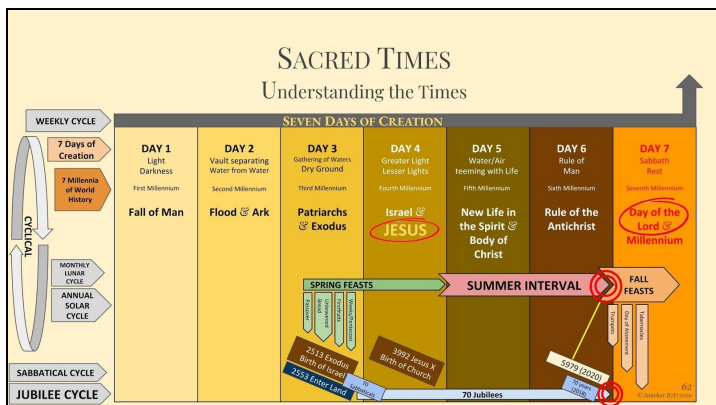 SACRED TIMES
Understanding the Times
WEEKLY CYCLE
SEVEN DAYS OF CREATION
7 Days of
Creation
7 Millennia
of World
History
CYCLICAL
MONTHLY
LUNAR
CYCLE
ANNUAL
SOLAR
CYCLE
SABBATICAL CYCLE
JUBILEE CYCLE
DAY 1
Light
Darkness
First Millennium
Fall of Man
DAY 2
Vault separating
Water from Water
Second Millennium
Flood & Ark
DAY 3
Gathering of Waters
Dry Ground
Third Millennium
Patriarchs
& Exodus
DAY 4
Greater Light
Lesser Lights
Fourth Millennium
Israel &
JESUS
DAY 5
Water/Air
teeming with Life
Fifth Millennium
New Life in
the Spirit &
Body of
Christ
DAY 6
Rule of
Man
Sixth Millennium
Rule of the
Antichrist
DAY 7
Sabbath
Rest
Seventh Millennium
Day of the
Lord &
Millennium
SPRING FEASTS
SUMMER INTERVAL
FALL
FEASTS
Passover
Unleavened
Bread
Firstfruits
Weeks/Pentecost
Trumpets
Day of Atonement
Tabernacles
2513 Exodus
Birth of Israel
2553 Enter Land
3992 Jesus X
Birth of Church
5979 (2020)
70
Sabbaticals
70 Jubilees
70 years
(2018)
62